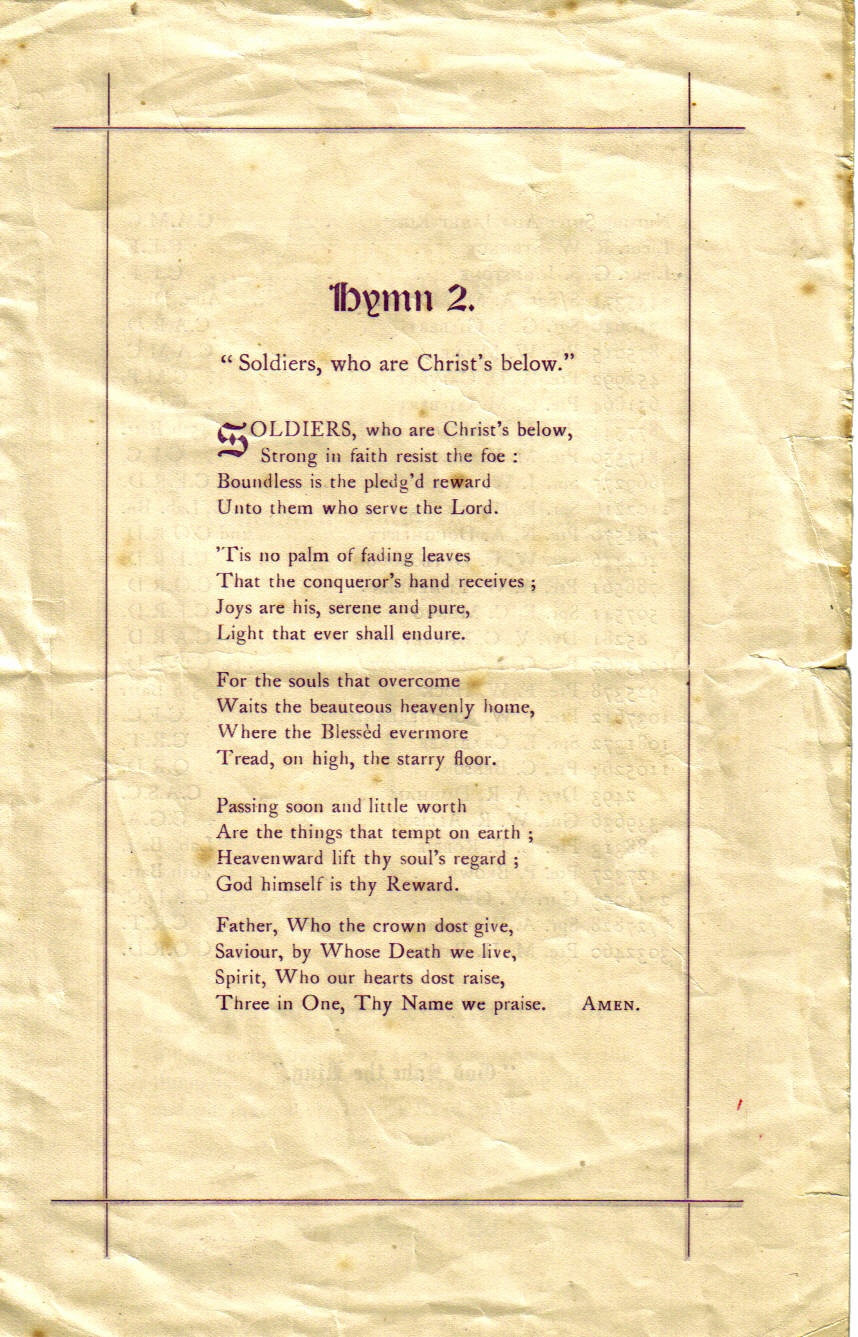 Hymn 2.
“ Soldiers, who are Christ's below.”
SOLDIERS, who are Christ's below,
Strong in faith resist the foe :
Boundless is the pledg'd reward
Unto them who serve the Lord.
'Tis no palm of fading leaves
That the conqueror's hand receives ;
Joys are his, serene and pure,
Light that ever shall endure.
For the souls that overcome
Waits the beauteous heavenly home,
Where the Blessèd evermore
Tread, on high, the starry floor.
Passing soon and little worth
Are the things that tempt on earth ;
Heavenward lift thy soul's regard ;
God himself is thy Reward.
Father, Who the crown dost give,
Saviour, by Whose Death we live,
Spirit, Who our hearts dost raise,
Three in One, Thy Name we praise. AMEN.